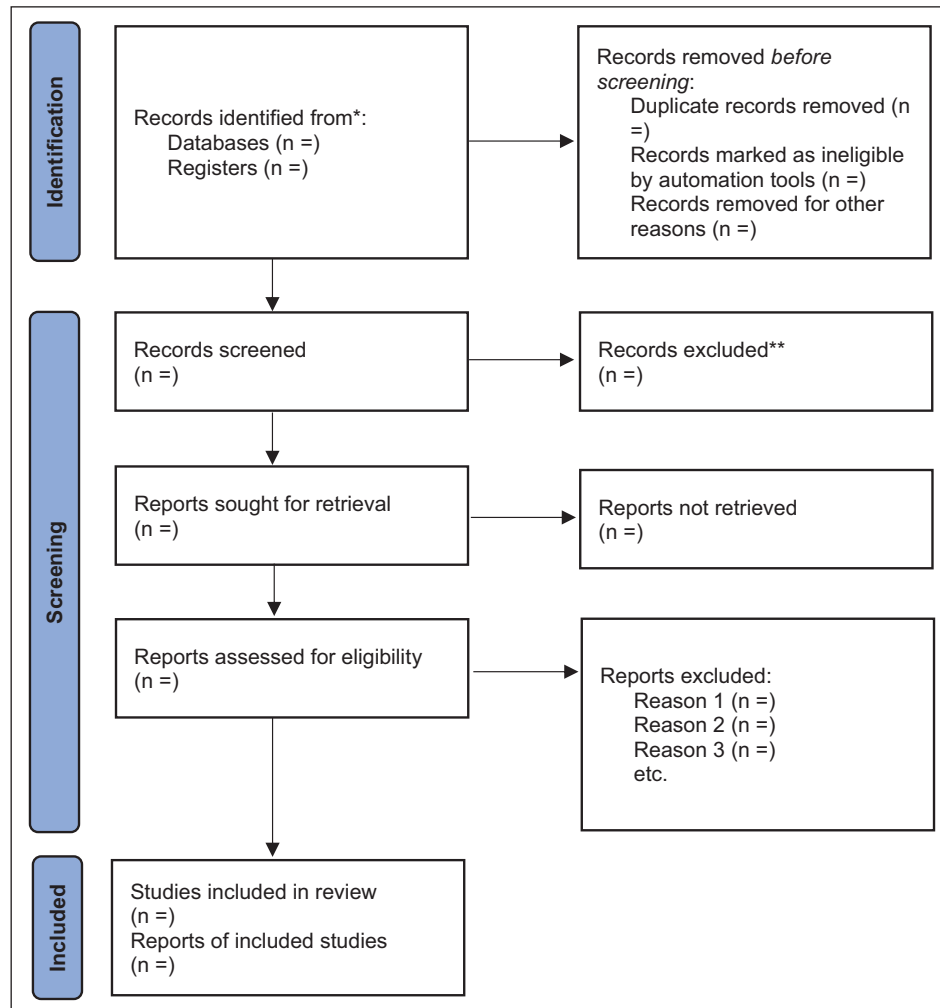 Identification
Records identified from*:
Databases (n =)
Registers (n =)
Records removed before
screening:
Duplicate records removed (n
=)
Records marked as ineligible
by automation tools (n =)
Records removed for other
reasons (n =)
Screening
Records screened
(n =)
Records excluded**
(n =)
Reports sought for retrieval
(n =)
Reports not retrieved
(n =)
Reports assessed for eligibility
(n =)
Reports excluded:
Reason 1 (n =)
Reason 2 (n =)
Reason 3 (n =)
etc.
Included
Studies included in review
(n =)
Reports of included studies
(n =)